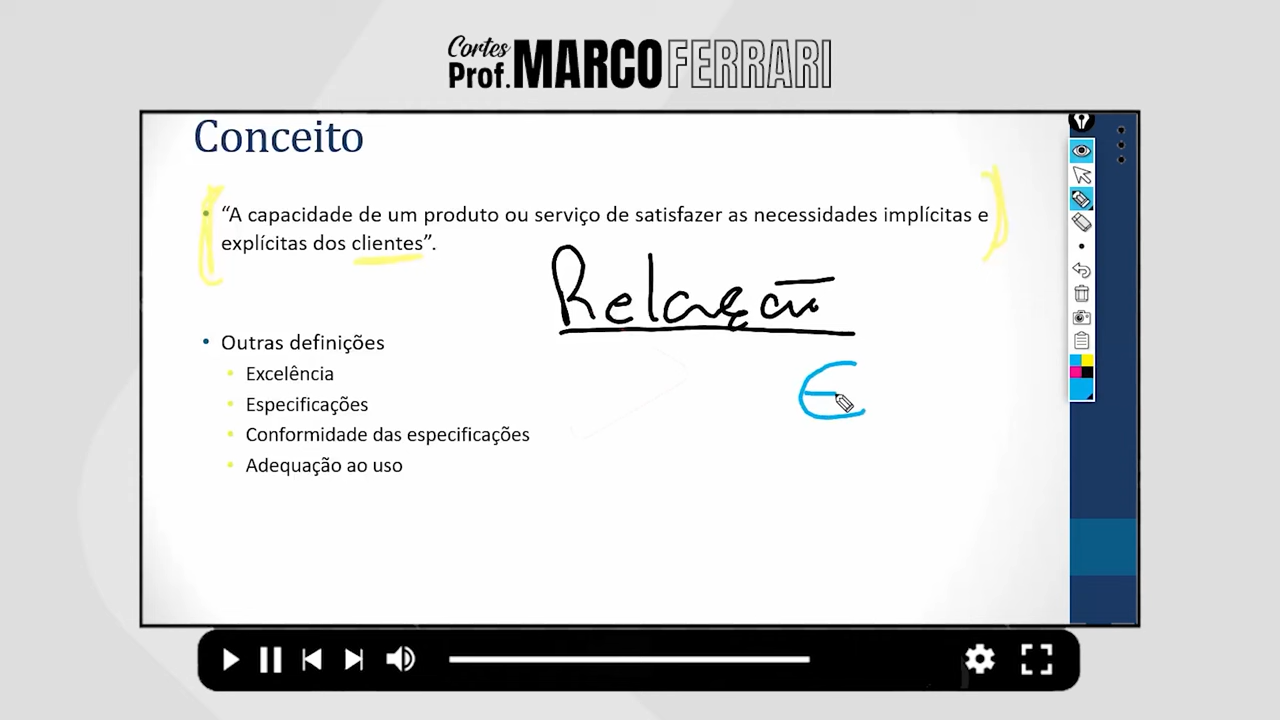 Cortes
Prof. MARCO FERRARI
Conceito
• “A capacidade de um produto ou serviço de satisfazer as necessidades implícitas e
explícitas dos clientes”.
Relação
• Outras definições
• Excelência
E
• Especificações
• Conformidade das especificações
• Adequação ao uso